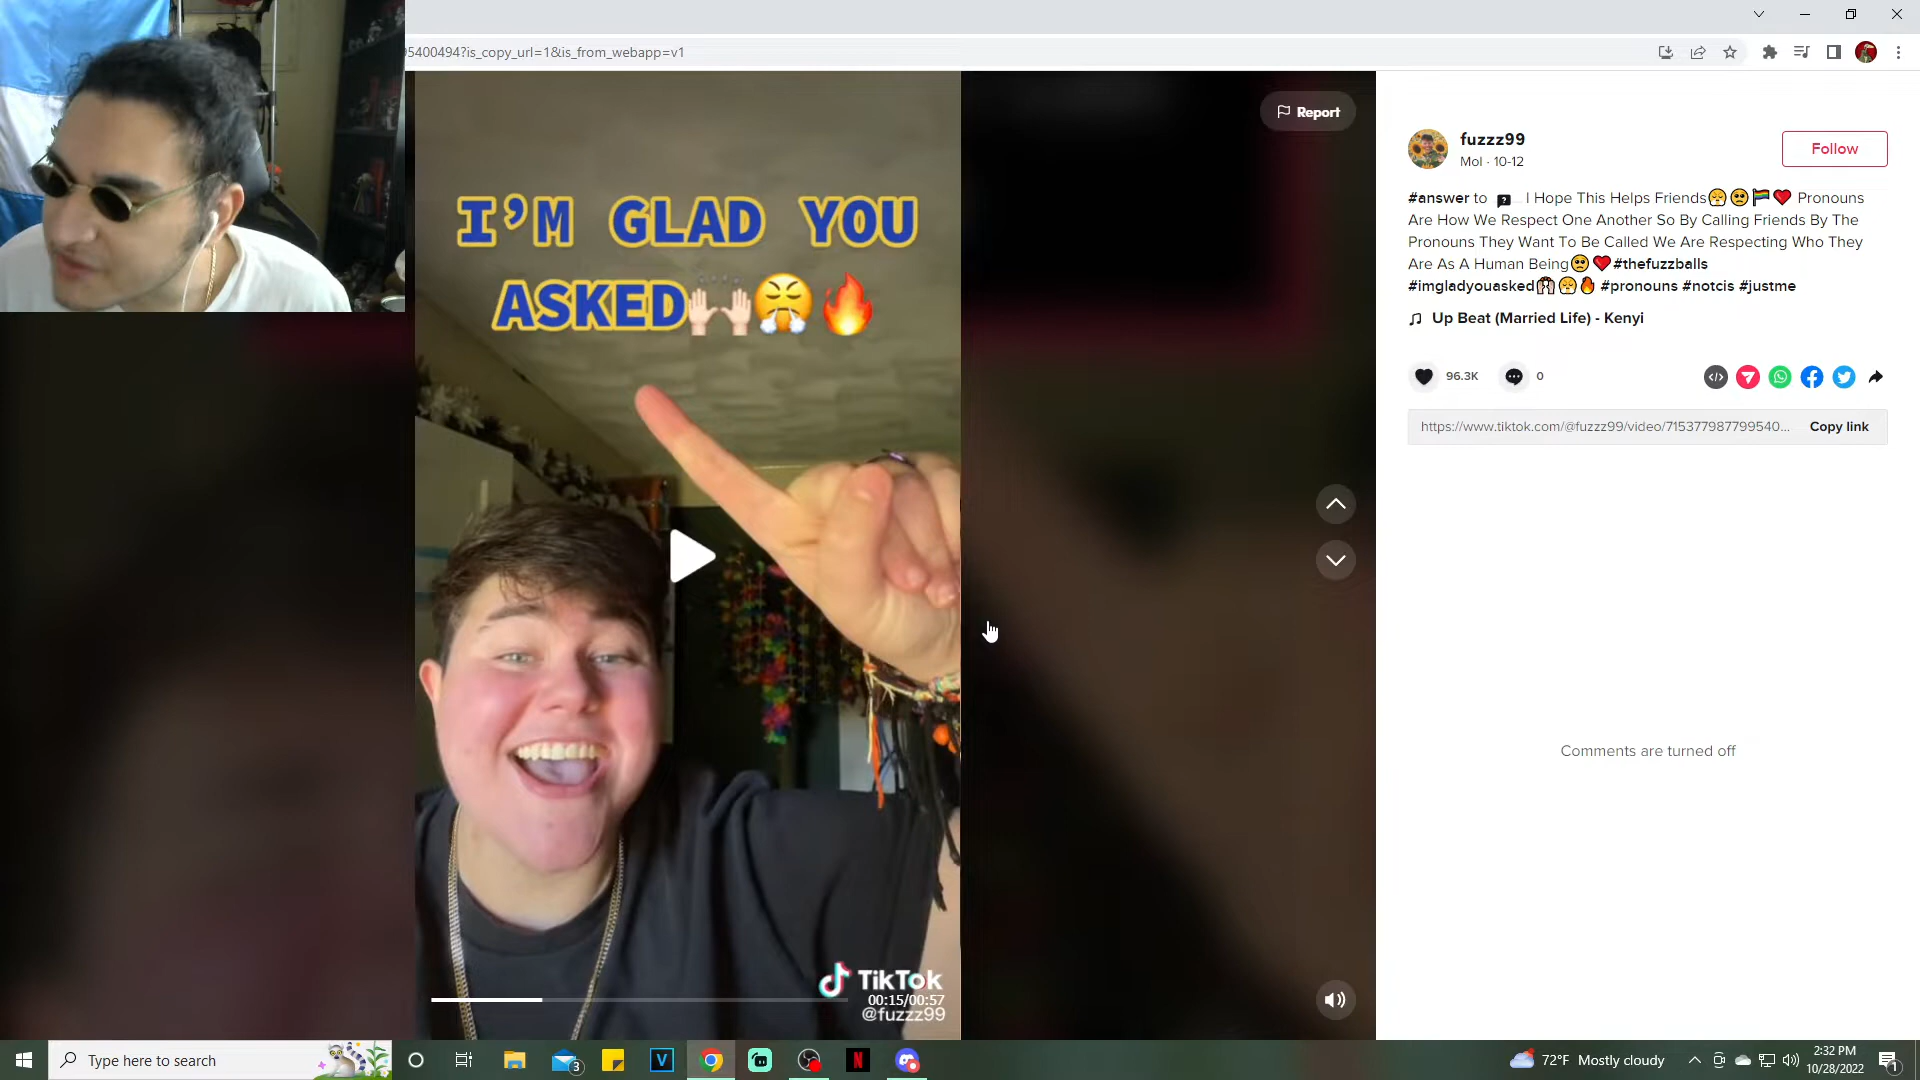 95400494?is_copy_url=1&is_from_webapp=v1
I'M GLAD YOU
ASKED🙌🏻😤🔥
Report
TikTok
00:15/00:57
@fuzzz99
fuzzz99
Mol · 10-12
Follow
#answer to I Hope This Helps Friends😤🥺🏳️‍🌈❤️ Pronouns
Are How We Respect One Another So By Calling Friends By The
Pronouns They Want To Be Called We Are Respecting Who They
Are As A Human Being🥺❤️#thefuzzballs
#imgladyouasked🙌🏻😤🔥 #pronouns #notcis #justme
Up Beat (Married Life) - Kenyi
96.3K
0
https://www.tiktok.com/@fuzzz99/video/715377987799540...
Copy link
Comments are turned off
Type here to search
3
V
N
72°F Mostly cloudy
2:32 PM
10/28/2022
1